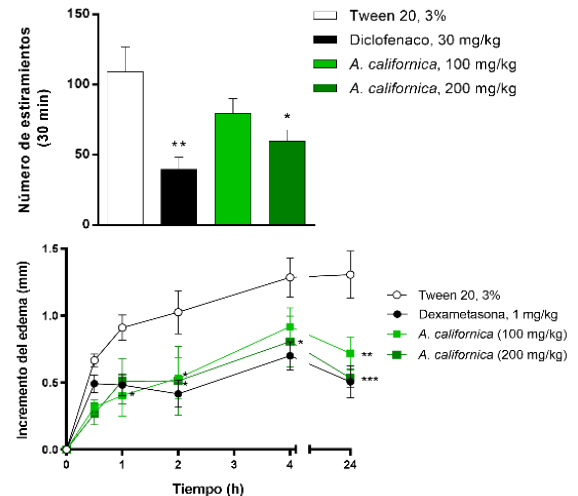 150
100
50
0
Número de estiramientos
(30 min)
Tween 20, 3%
Diclofenaco, 30 mg/kg
A. californica, 100 mg/kg
A. californica, 200 mg/kg
**
*
1.5
1.0
0.5
0.0
Incremento del edema (mm)
0 1 2 3 4 24
Tiempo (h)
Tween 20, 3%
Dexametasona, 1 mg/kg
A. californica (100 mg/kg)
A. californica (200 mg/kg)
*
*
*
*
**
***